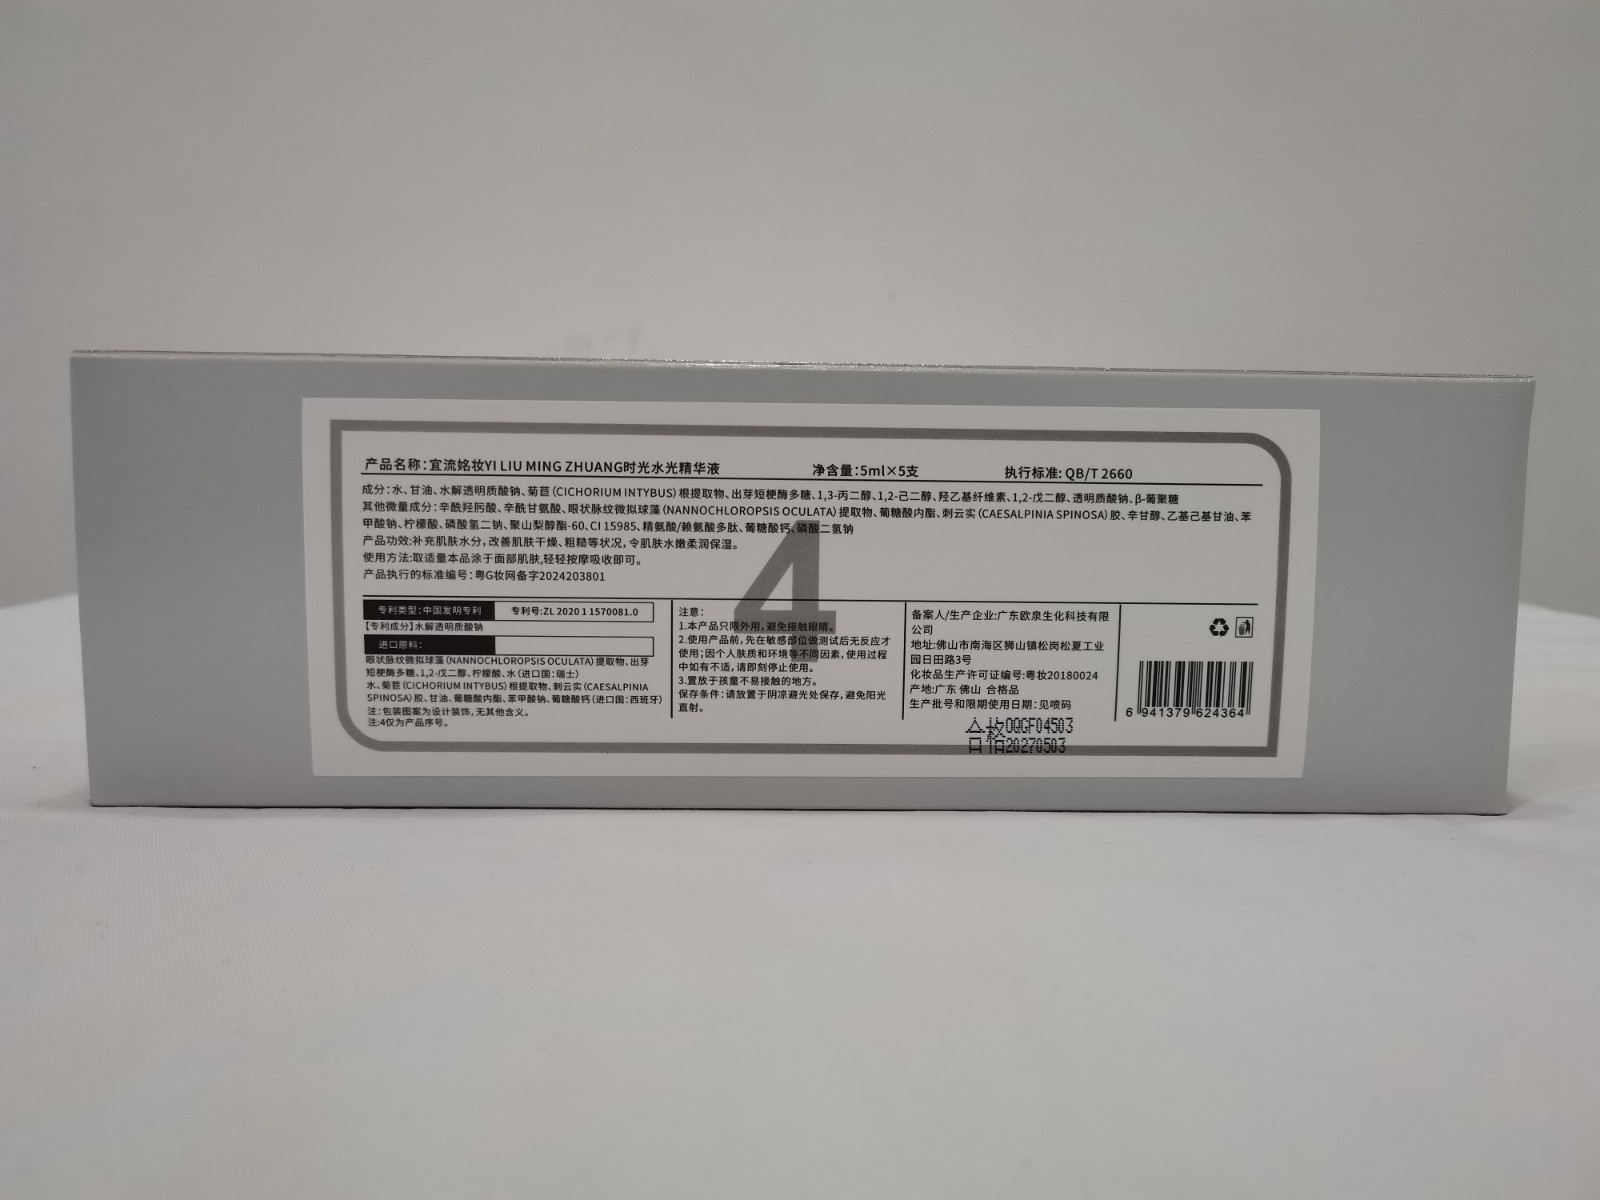 产品名称：宜流铭妆YI LIU MING ZHUANG时光水光精华液 净含量：5ml×5支 执行标准：QB/T 2660
成分：水、甘油、水解透明质酸钠、菊苣（CICHORIUM INTYBUS）根提取物、出芽短梗酶多糖、1,3-丙二醇、1,2-己二醇、羟乙基纤维素、1,2-戊二醇、透明质酸钠、β-葡聚糖
其他微量成分：辛酰羟肟酸、辛酰甘氨酸、眼状脉纹微拟球藻（NANNOCHLOROPSIS OCULATA）提取物、葡糖酸内酯、刺云实（CAESALPINIA SPINOSA）胶、辛甘醇、乙基己基甘油、苯
甲酸钠、柠檬酸、磷酸氢二钠、聚山梨醇酯-60、CI 15985、精氨酸/赖氨酸多肽、葡糖酸钙、磷酸二氢钠
产品功效：补充肌肤水分，改善肌肤干燥、粗糙等状况，令肌肤水嫩柔润保湿。
使用方法：取适量本品涂于面部肌肤，轻轻按摩吸收即可。
产品执行的标准编号：粤G妆网备字2024203801
4
专利类型：中国发明专利 专利号：ZL 2020 1 1570081.0
【专利成分】水解透明质酸钠
进口原料：
眼状脉纹微拟球藻（NANNOCHLOROPSIS OCULATA）提取物、出芽
短梗酶多糖、1,2-戊二醇、柠檬酸、水（进口国：瑞士）
水、菊苣（CICHORIUM INTYBUS）根提取物、刺云实（CAESALPINIA
SPINOSA）胶、甘油、葡糖酸内酯、苯甲酸钠、葡糖酸钙（进口国：西班牙）
注：包装图案为设计装饰，无其他含义。
注：4仅为产品序号。
注意：
1.本产品只限外用，避免接触眼睛。
2.使用产品前，先在敏感部位做测试后无反应才
使用；因个人肤质和环境等不同因素，使用过程
中如有不适，请即刻停止使用。
3.置放于孩童不易接触的地方。
保存条件：请放置于阴凉避光处保存，避免阳光
直射。
备案人/生产企业：广东欧泉生化科技有限
公司
地址：佛山市南海区狮山镇松岗松夏工业
园日田路3号
化妆品生产许可证编号：粤妆20180024
产地：广东 佛山 合格品
生产批号和限期使用日期：见喷码
6 941379 624364
OQGF04503
20270503